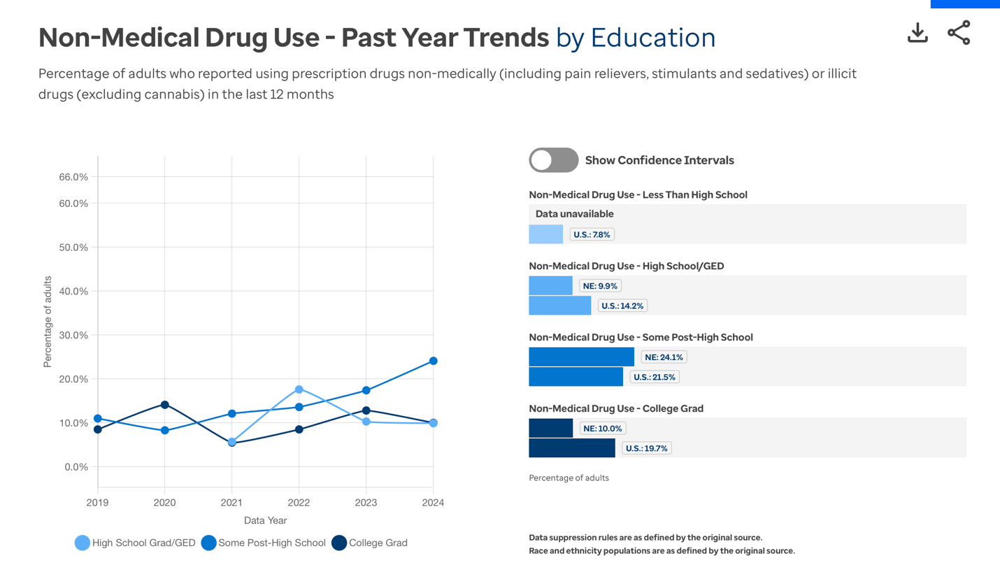 Non-Medical Drug Use - Past Year Trends by Education
Percentage of adults who reported using prescription drugs non-medically (including pain relievers, stimulants and sedatives) or illicit
drugs (excluding cannabis) in the last 12 months
66.0%
60.0%
50.0%
40.0%
30.0%
20.0%
10.0%
0.0%
Percentage of adults
2019
2020
2021
2022
2023
2024
Data Year
High School Grad/GED
Some Post-High School
College Grad
Show Confidence Intervals
Non-Medical Drug Use - Less Than High School
Data unavailable
U.S.: 7.8%
Non-Medical Drug Use - High School/GED
NE: 9.9%
U.S.: 14.2%
Non-Medical Drug Use - Some Post-High School
NE: 24.1%
U.S.: 21.5%
Non-Medical Drug Use - College Grad
NE: 10.0%
U.S.: 19.7%
Percentage of adults
Data suppression rules are as defined by the original source.
Race and ethnicity populations are as defined by the original source.